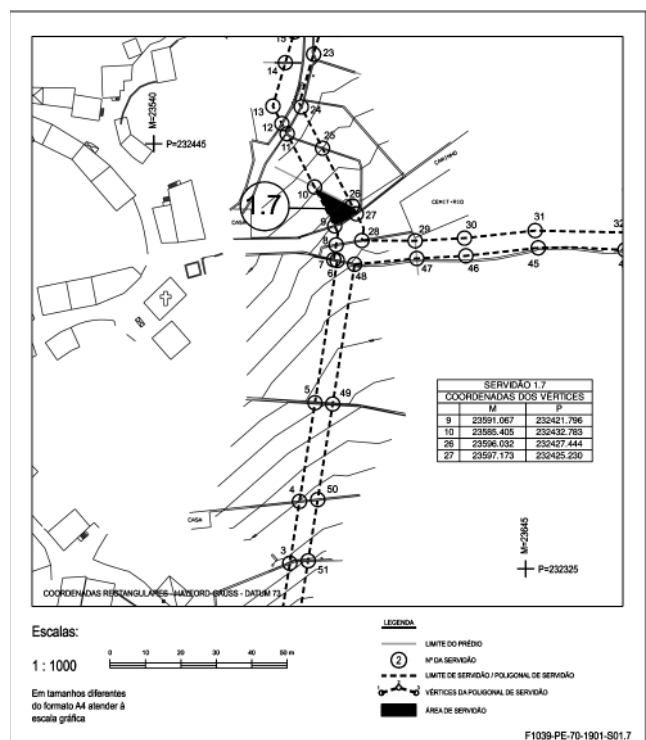 15
23
14
13
24
12
11
25
M=23540
P=232445
10
26
27
1.7
CASA
9
CAMINHO
CEMIT-RIO
8
28
29
30
31
32
7
6
48
47
46
45
4
5
49
SERVIDÃO 1.7
COORDENADAS DOS VÉRTICES
M P
9 23591.067 232421.796
10 23585.405 232432.783
26 23596.032 232427.444
27 23597.173 232425.230
4
50
CASA
M=23645
P=232325
3
51
COORDENADAS RECTANGULARES - HAYFORD-GAUSS - DATUM 73
Escalas:
1 : 1000
0 10 20 30 40 50 m
Em tamanhos diferentes
do formato A4 atender à
escala gráfica
LEGENDA
LIMITE DO PRÉDIO
2 Nº DA SERVIDÃO
LIMITE DE SERVIDÃO / POLIGONAL DE SERVIDÃO
VÉRTICES DA POLIGONAL DE SERVIDÃO
ÁREA DE SERVIDÃO
F1039-PE-70-1901-S01.7